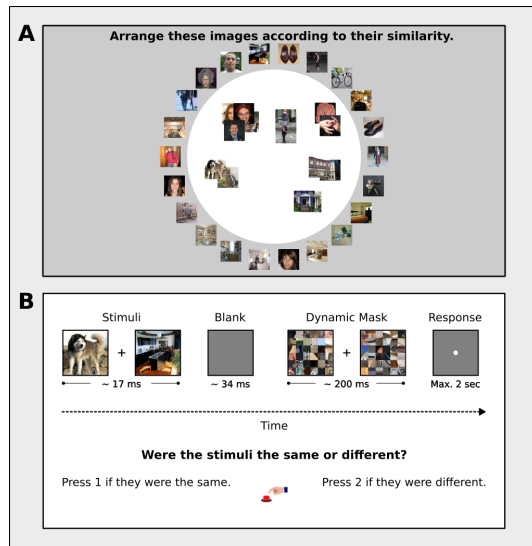 A
Arrange these images according to their similarity.
B
Stimuli Blank Dynamic Mask Response
+ +
~ 17 ms ~ 34 ms ~ 200 ms Max. 2 sec
Time
Were the stimuli the same or different?
Press 1 if they were the same. Press 2 if they were different.